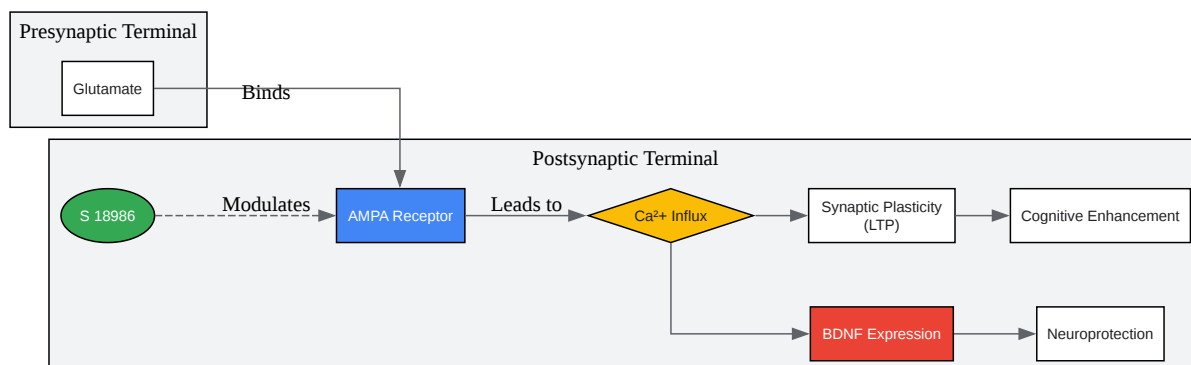 Presynaptic Terminal
Glutamate
Binds
Postsynaptic Terminal
S 18986
Modulates
AMPA Receptor
Leads to
Ca²+ Influx
Synaptic Plasticity
(LTP)
Cognitive Enhancement
BDNF Expression
Neuroprotection